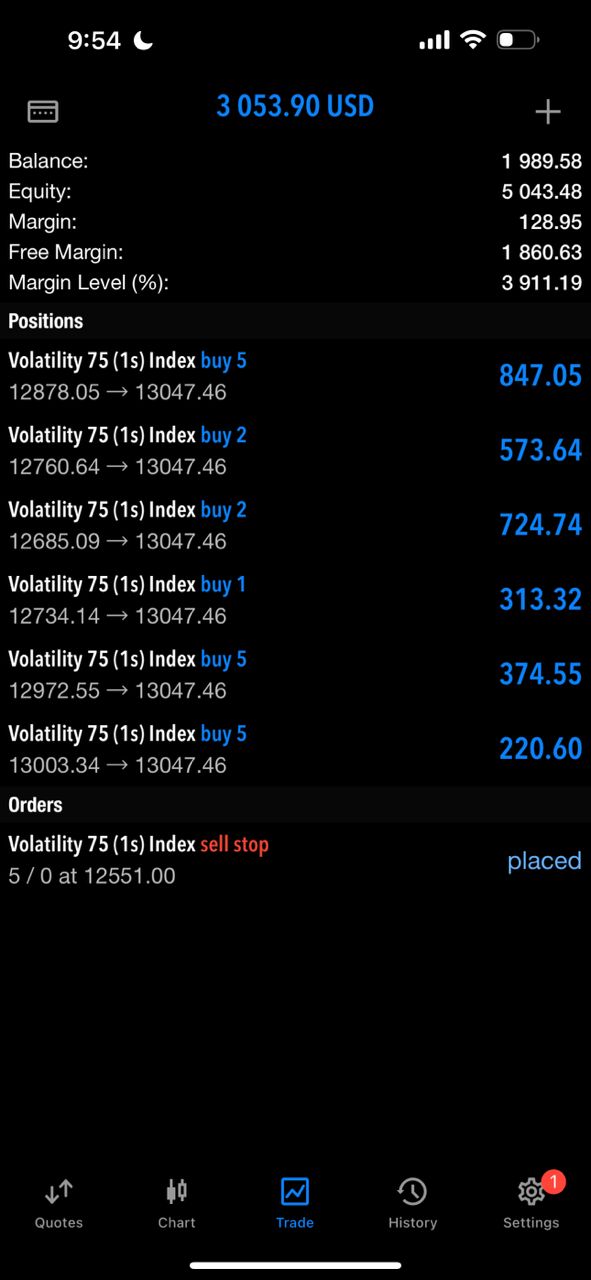 9:54
3 053.90 USD
Balance: 1 989.58
Equity: 5 043.48
Margin: 128.95
Free Margin: 1 860.63
Margin Level (%): 3 911.19
Positions
Volatility 75 (1s) Index buy 5
847.05
12878.05 → 13047.46
Volatility 75 (1s) Index buy 2
573.64
12760.64 → 13047.46
Volatility 75 (1s) Index buy 2
724.74
12685.09 → 13047.46
Volatility 75 (1s) Index buy 1
313.32
12734.14 → 13047.46
Volatility 75 (1s) Index buy 5
374.55
12972.55 → 13047.46
Volatility 75 (1s) Index buy 5
220.60
13003.34 → 13047.46
Orders
Volatility 75 (1s) Index sell stop
placed
5 / 0 at 12551.00
1
Quotes Chart Trade History Settings